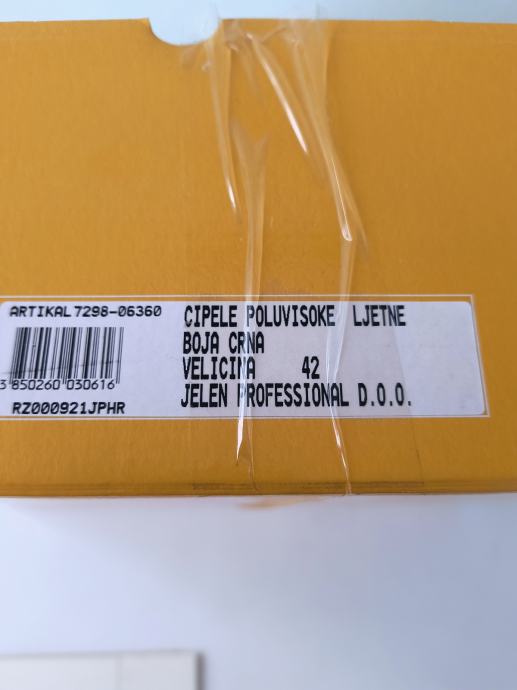 ARTIKAL 7298-06360
3 850260 030616
RZ000921JPHR
CIPELE POLUVISOKE LJETNE
BOJA CRNA
VELICINA 42
JELEN PROFESSIONAL D.O.O.